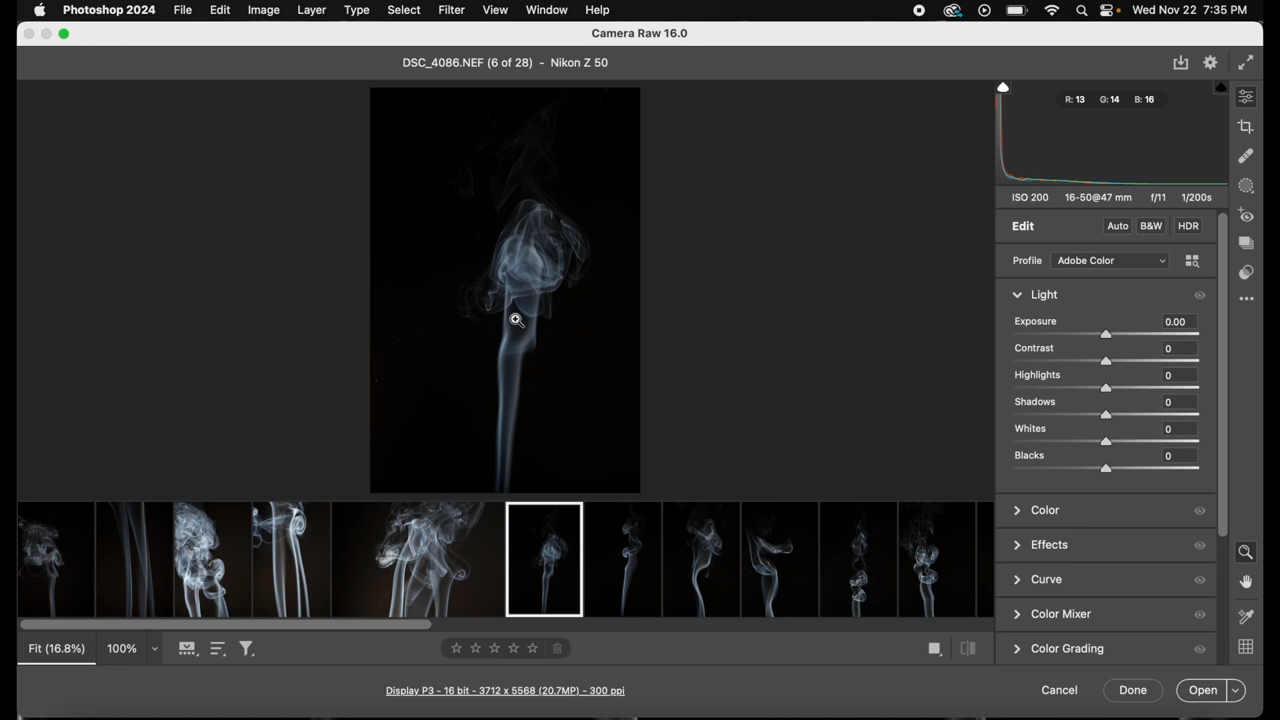 Photoshop 2024 File Edit Image Layer Type Select Filter View Window Help Wed Nov 22 7:35 PM
Camera Raw 16.0
DSC_4086.NEF (6 of 28) - Nikon Z 50
R: 13 G: 14 B: 16
ISO 200 16-50@47 mm f/11 1/200s
Edit Auto B&W HDR
Profile Adobe Color
Light
Exposure 0.00
Contrast 0
Highlights 0
Shadows 0
Whites 0
Blacks 0
Color
Effects
Curve
Color Mixer
Color Grading
Fit (16.8%) 100%
Display P3 - 16 bit - 3712 x 5568 (20.7MP) - 300 ppi
Cancel Done Open